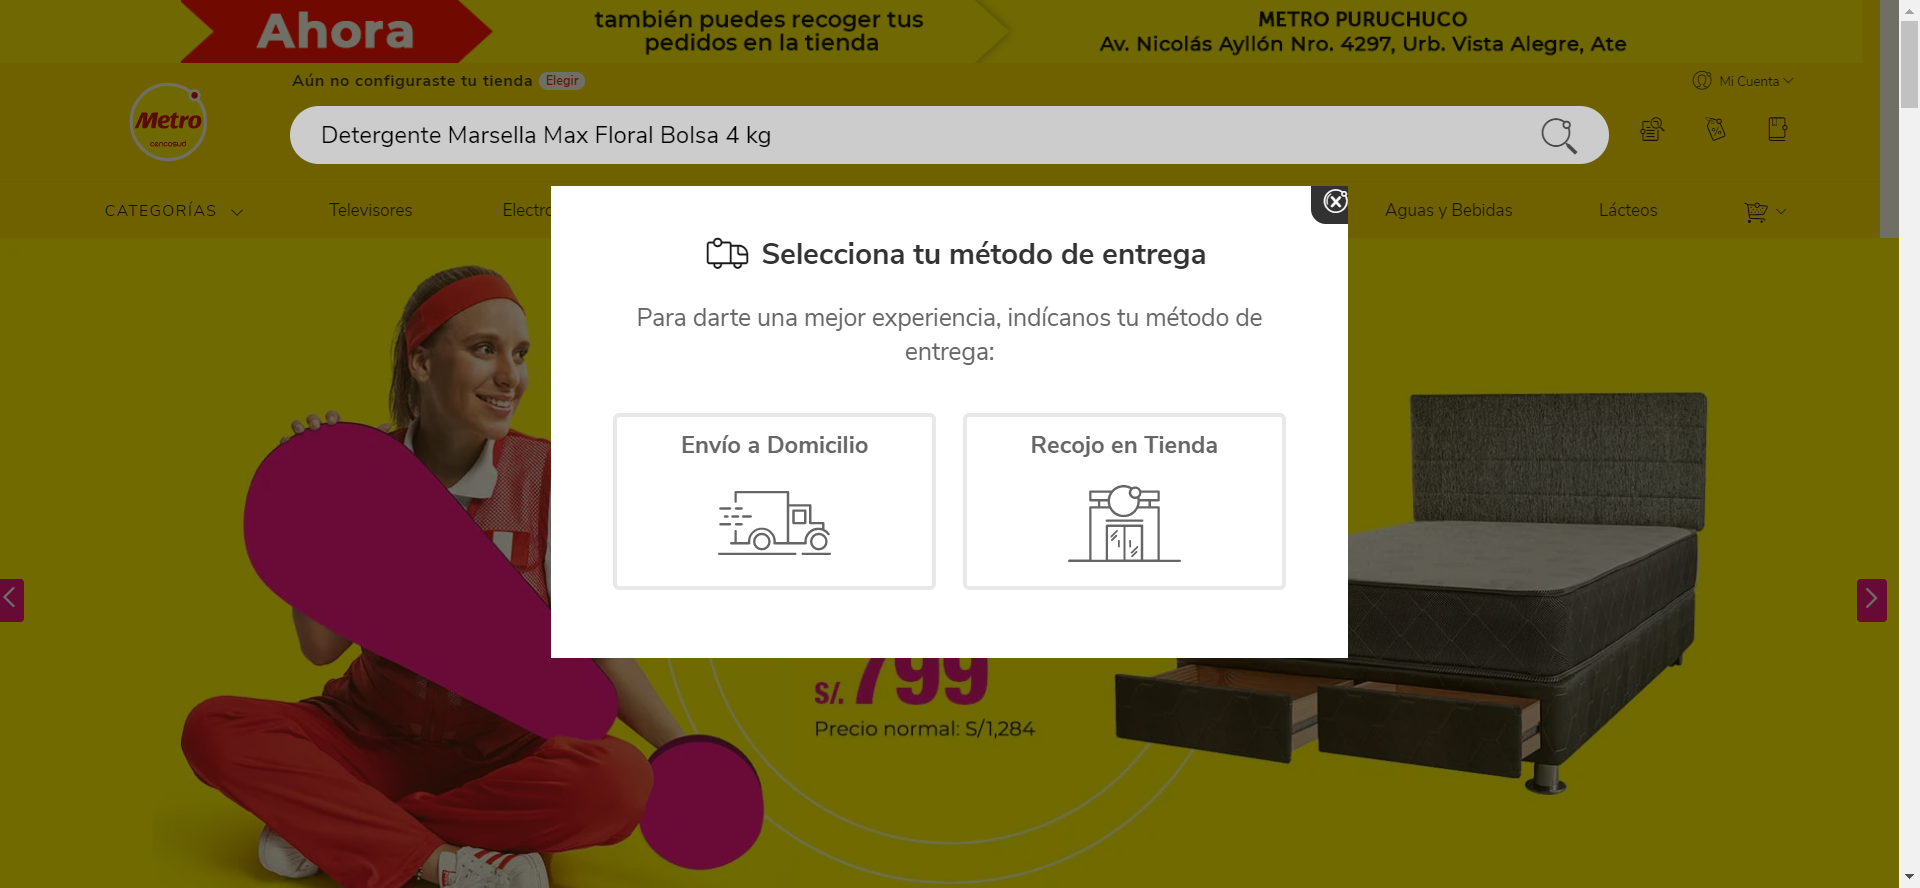 Ahora
también puedes recoger tus
pedidos en la tienda
METRO PURUCHUCO
Av. Nicolás Ayllón Nro. 4297, Urb. Vista Alegre, Ate
Aún no configuraste tu tienda Elegir
Mi Cuenta
Metro
cencosud
Detergente Marsella Max Floral Bolsa 4 kg
CATEGORÍAS
Televisores
Electro
Aguas y Bebidas
Lácteos
Selecciona tu método de entrega
Para darte una mejor experiencia, indícanos tu método de
entrega:
Envío a Domicilio
Recojo en Tienda
S/. 799
Precio normal: S/1,284